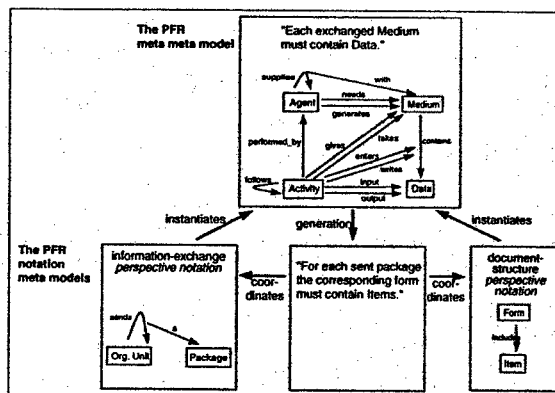 The PFR
meta meta model
"Each exchanged Medium
must contain Data."
supplies
with
Agent
needs
Medium
generates
performed_by
gives
takes
contains
enters
writes
follows
Activity
input
Data
output
instantiates
generation
instantiates
The PFR
notation
meta models
information-exchange
perspective notation
sends
a
Org. Unit
Package
coor-
dinates
"For each sent package
the corresponding form
must contain Items."
coor-
dinates
document-
structure
perspective
notation
Form
includes
Item